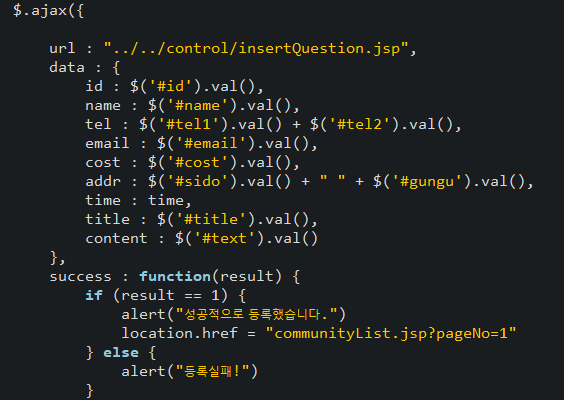 $.ajax({
url : "../../control/insertQuestion.jsp",
data : {
id : $('#id').val(),
name : $('#name').val(),
tel : $('#tel1').val() + $('#tel2').val(),
email : $('#email').val(),
cost : $('#cost').val(),
addr : $('#sido').val() + " " + $('#gungu').val(),
time : time,
title : $('#title').val(),
content : $('#text').val()
},
success : function(result) {
if (result == 1) {
alert("성공적으로 등록했습니다.")
location.href = "communityList.jsp?pageNo=1"
} else {
alert("등록실패!")
}